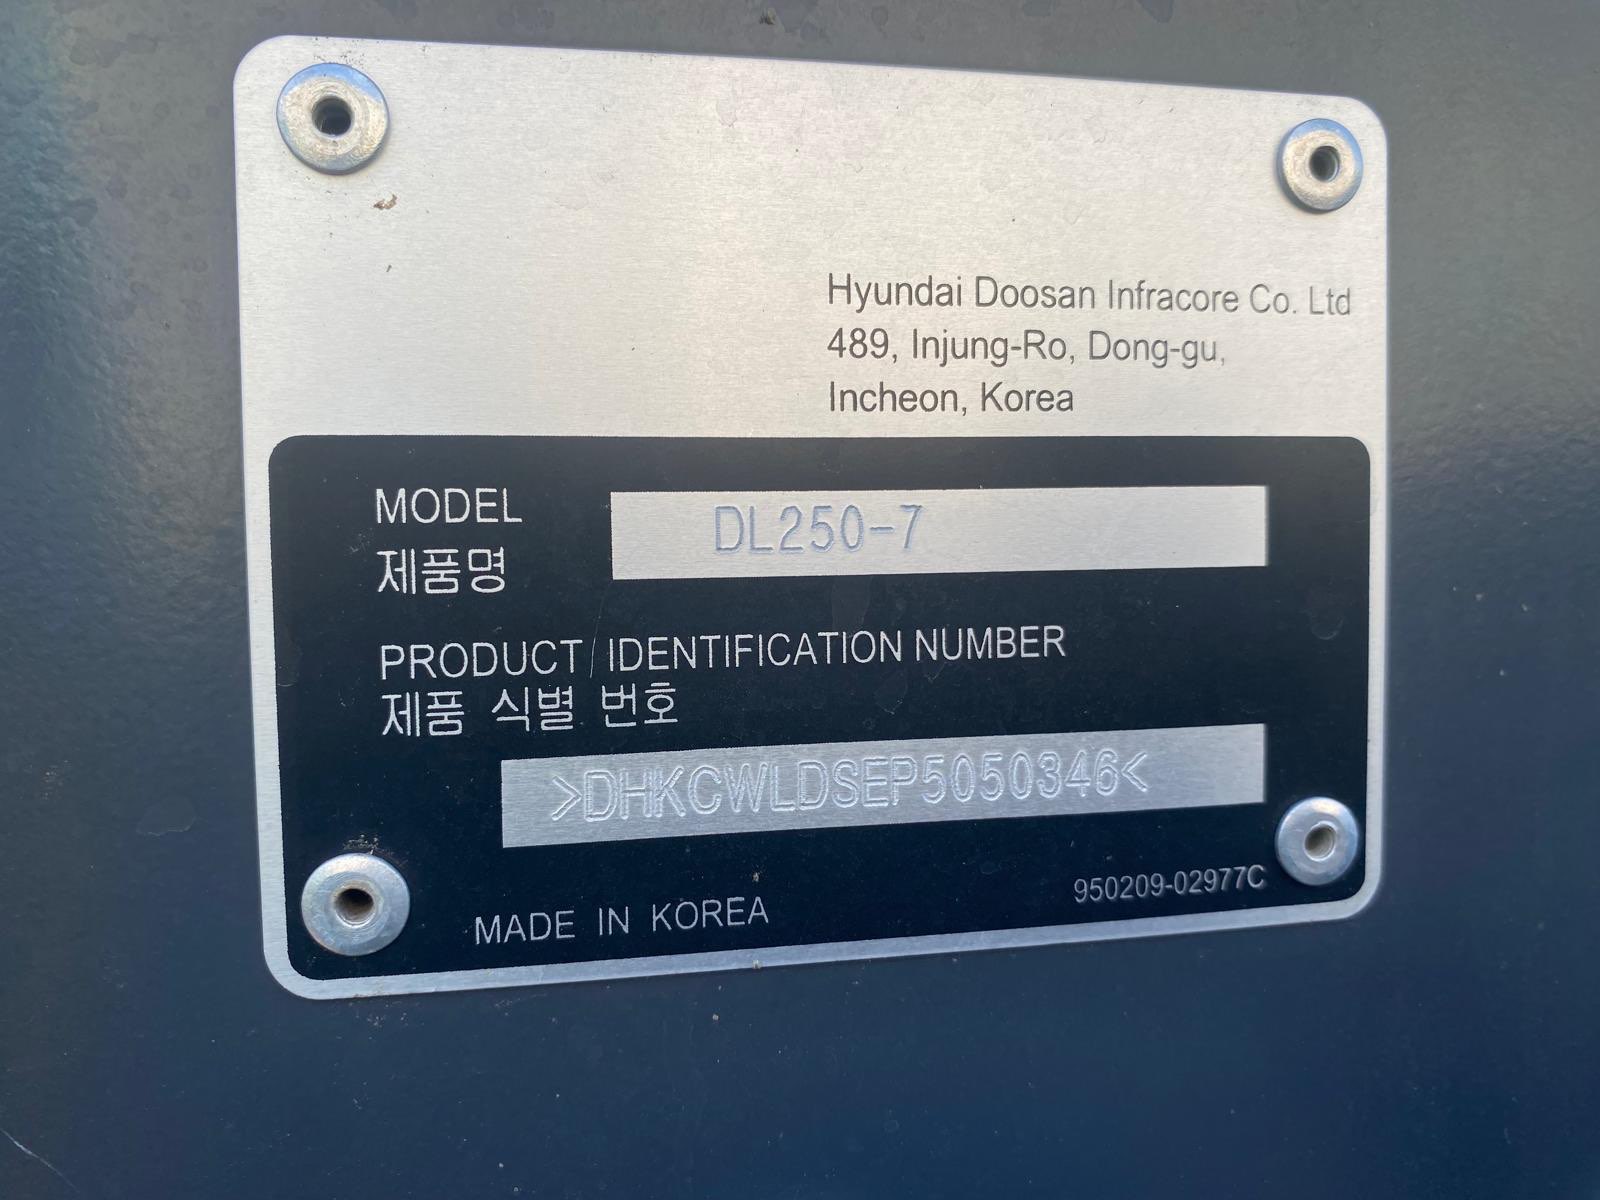 Hyundai Doosan Infracore Co. Ltd
489, Injung-Ro, Dong-gu,
Incheon, Korea
MODEL
제품명
DL250-7
PRODUCT IDENTIFICATION NUMBER
제품 식별 번호
>DHKCWLDSEP5050346<
MADE IN KOREA
950209-02977C